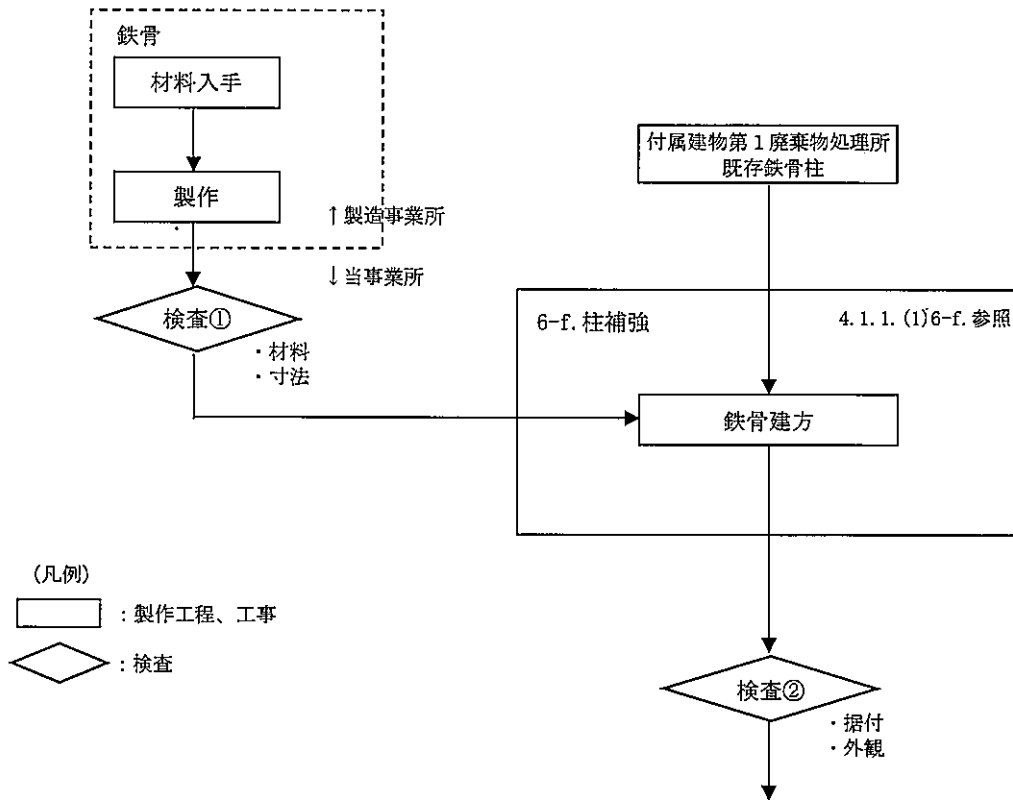 鉄骨
材料入手
製作
↑製造事業所
↓当事業所
検査①
・材料
・寸法
付属建物第1廃棄物処理所
既存鉄骨柱
6-f. 柱補強
4.1.1. (1)6-f. 参照
鉄骨建方
(凡例)
：製作工程、工事
：検査
検査②
・据付
・外観